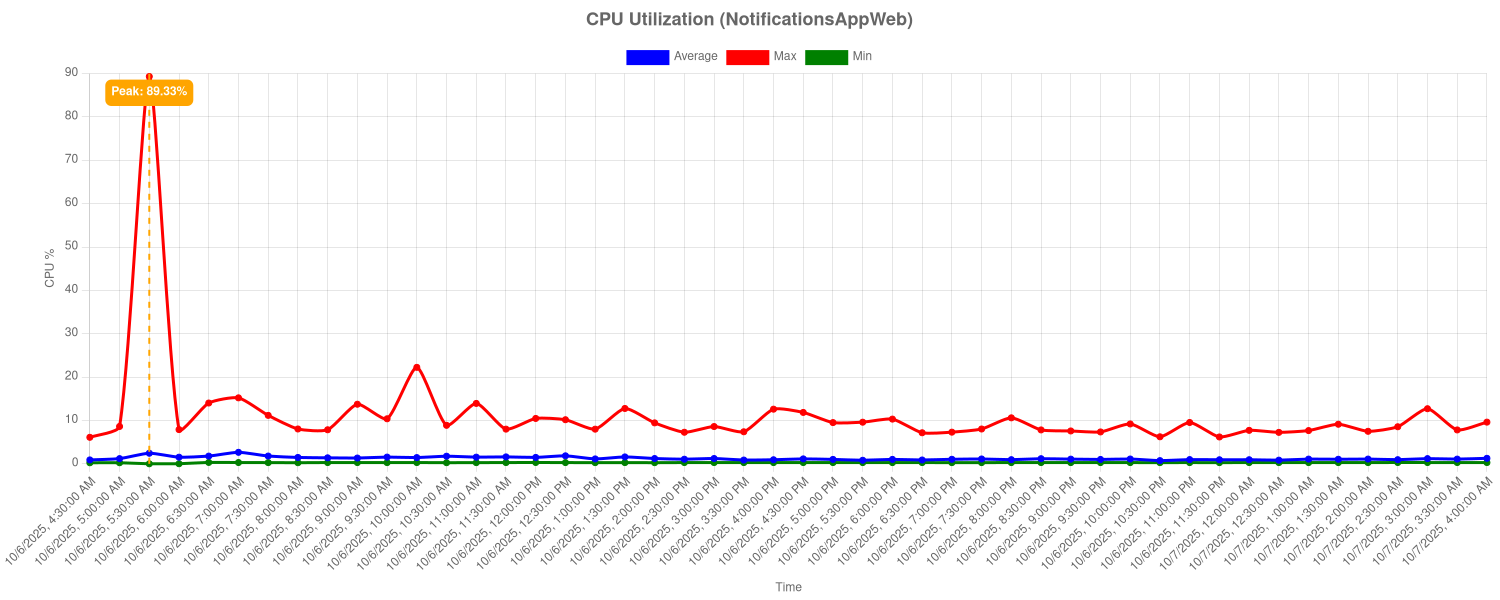 CPU Utilization (NotificationsAppWeb)
Average Max Min
90
Peak: 89.33%
80
70
60
50
40
30
20
10
0
CPU %
10/6/2025, 4:30:00 AM
10/6/2025, 5:00:00 AM
10/6/2025, 5:30:00 AM
10/6/2025, 6:00:00 AM
10/6/2025, 6:30:00 AM
10/6/2025, 7:00:00 AM
10/6/2025, 7:30:00 AM
10/6/2025, 8:00:00 AM
10/6/2025, 8:30:00 AM
10/6/2025, 9:00:00 AM
10/6/2025, 9:30:00 AM
10/6/2025, 10:00:00 AM
10/6/2025, 10:30:00 AM
10/6/2025, 11:00:00 AM
10/6/2025, 11:30:00 AM
10/6/2025, 12:00:00 PM
10/6/2025, 12:30:00 PM
10/6/2025, 1:00:00 PM
10/6/2025, 1:30:00 PM
10/6/2025, 2:00:00 PM
10/6/2025, 2:30:00 PM
10/6/2025, 3:00:00 PM
10/6/2025, 3:30:00 PM
10/6/2025, 4:00:00 PM
10/6/2025, 4:30:00 PM
10/6/2025, 5:00:00 PM
10/6/2025, 5:30:00 PM
10/6/2025, 6:00:00 PM
10/6/2025, 6:30:00 PM
10/6/2025, 7:00:00 PM
10/6/2025, 7:30:00 PM
10/6/2025, 8:00:00 PM
10/6/2025, 8:30:00 PM
10/6/2025, 9:00:00 PM
10/6/2025, 9:30:00 PM
10/6/2025, 10:00:00 PM
10/6/2025, 10:30:00 PM
10/6/2025, 11:00:00 PM
10/6/2025, 11:30:00 PM
10/7/2025, 12:00:00 AM
10/7/2025, 12:30:00 AM
10/7/2025, 1:00:00 AM
10/7/2025, 1:30:00 AM
10/7/2025, 2:00:00 AM
10/7/2025, 2:30:00 AM
10/7/2025, 3:00:00 AM
10/7/2025, 3:30:00 AM
10/7/2025, 4:00:00 AM
Time